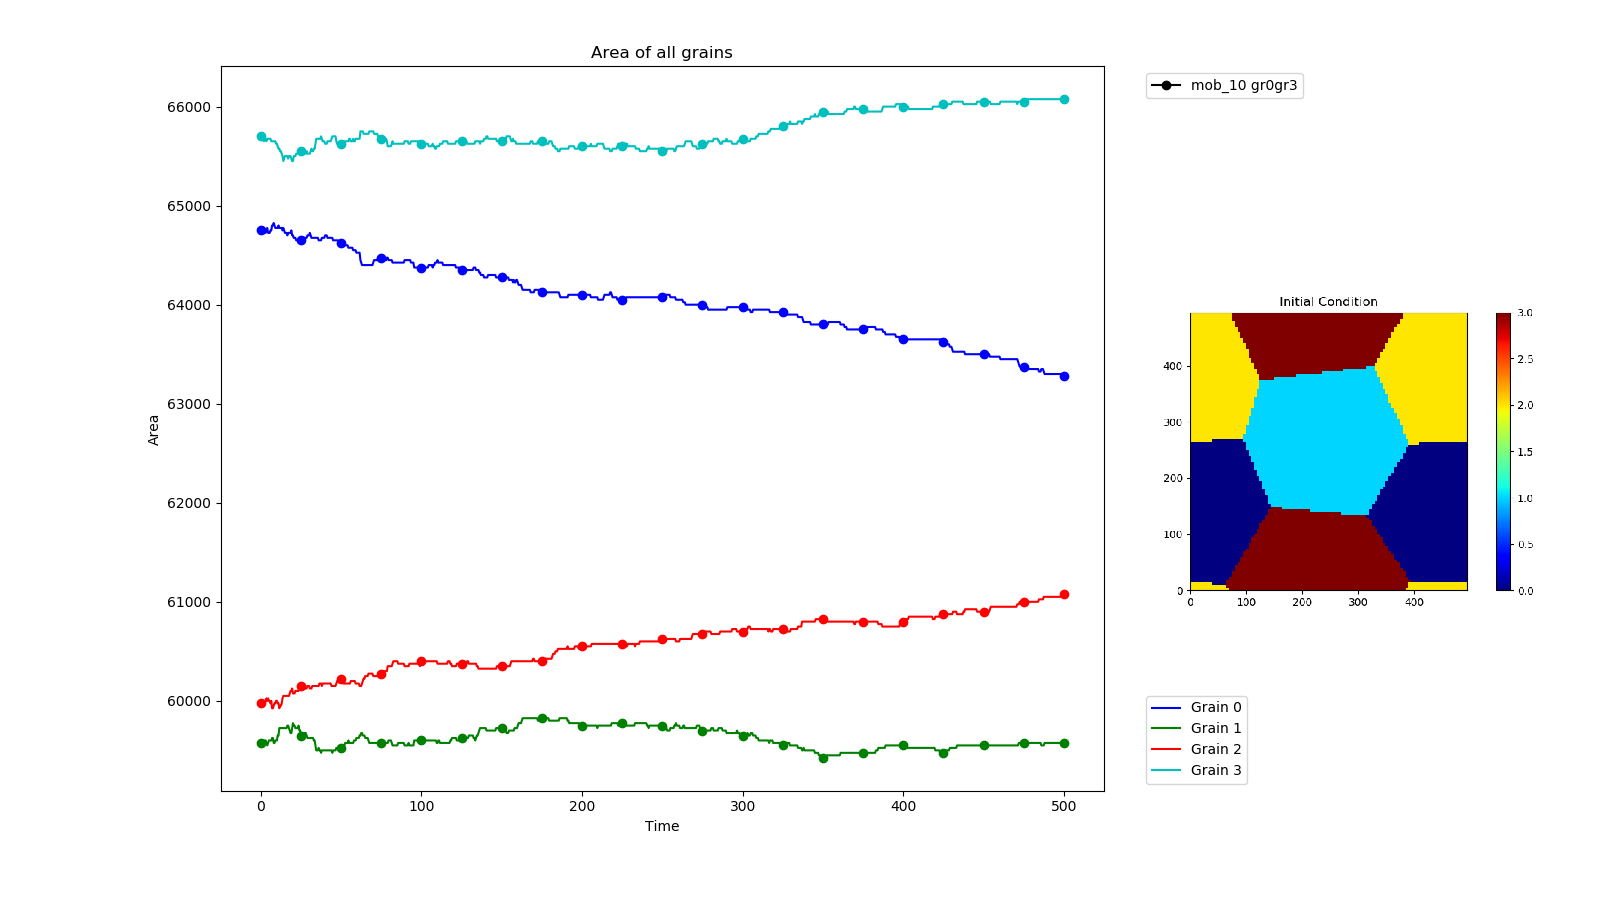 Area of all grains
mob_10 gr0gr3
66000
65000
64000
63000
62000
61000
60000
Area
0 100 200 300 400 500
Time
Initial Condition
400
300
200
100
0
0 100 200 300 400
3.0
2.5
2.0
1.5
1.0
0.5
0.0
Grain 0
Grain 1
Grain 2
Grain 3